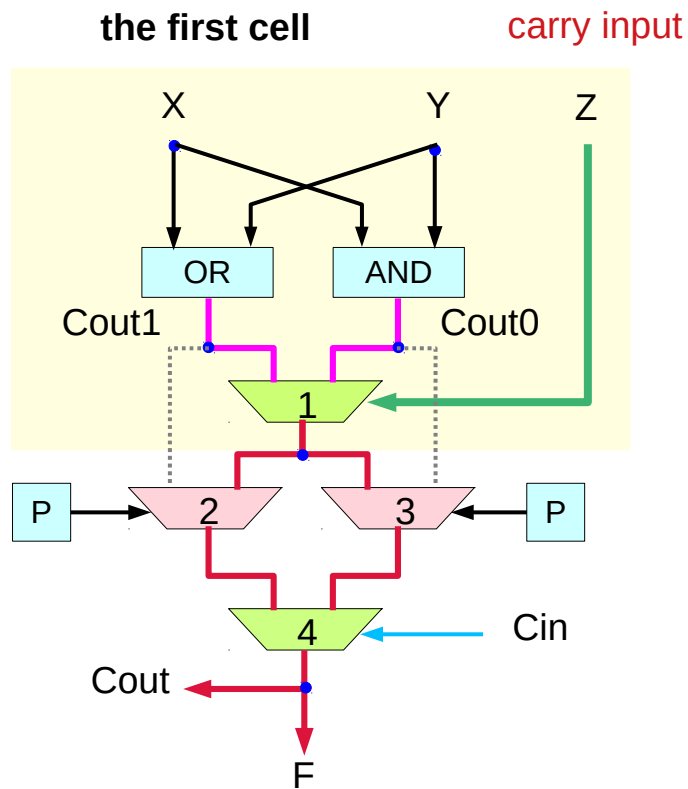 the first cell
carry input
X
Y
Z
OR
AND
Cout1
Cout0
1
P
2
3
P
4
Cin
Cout
F